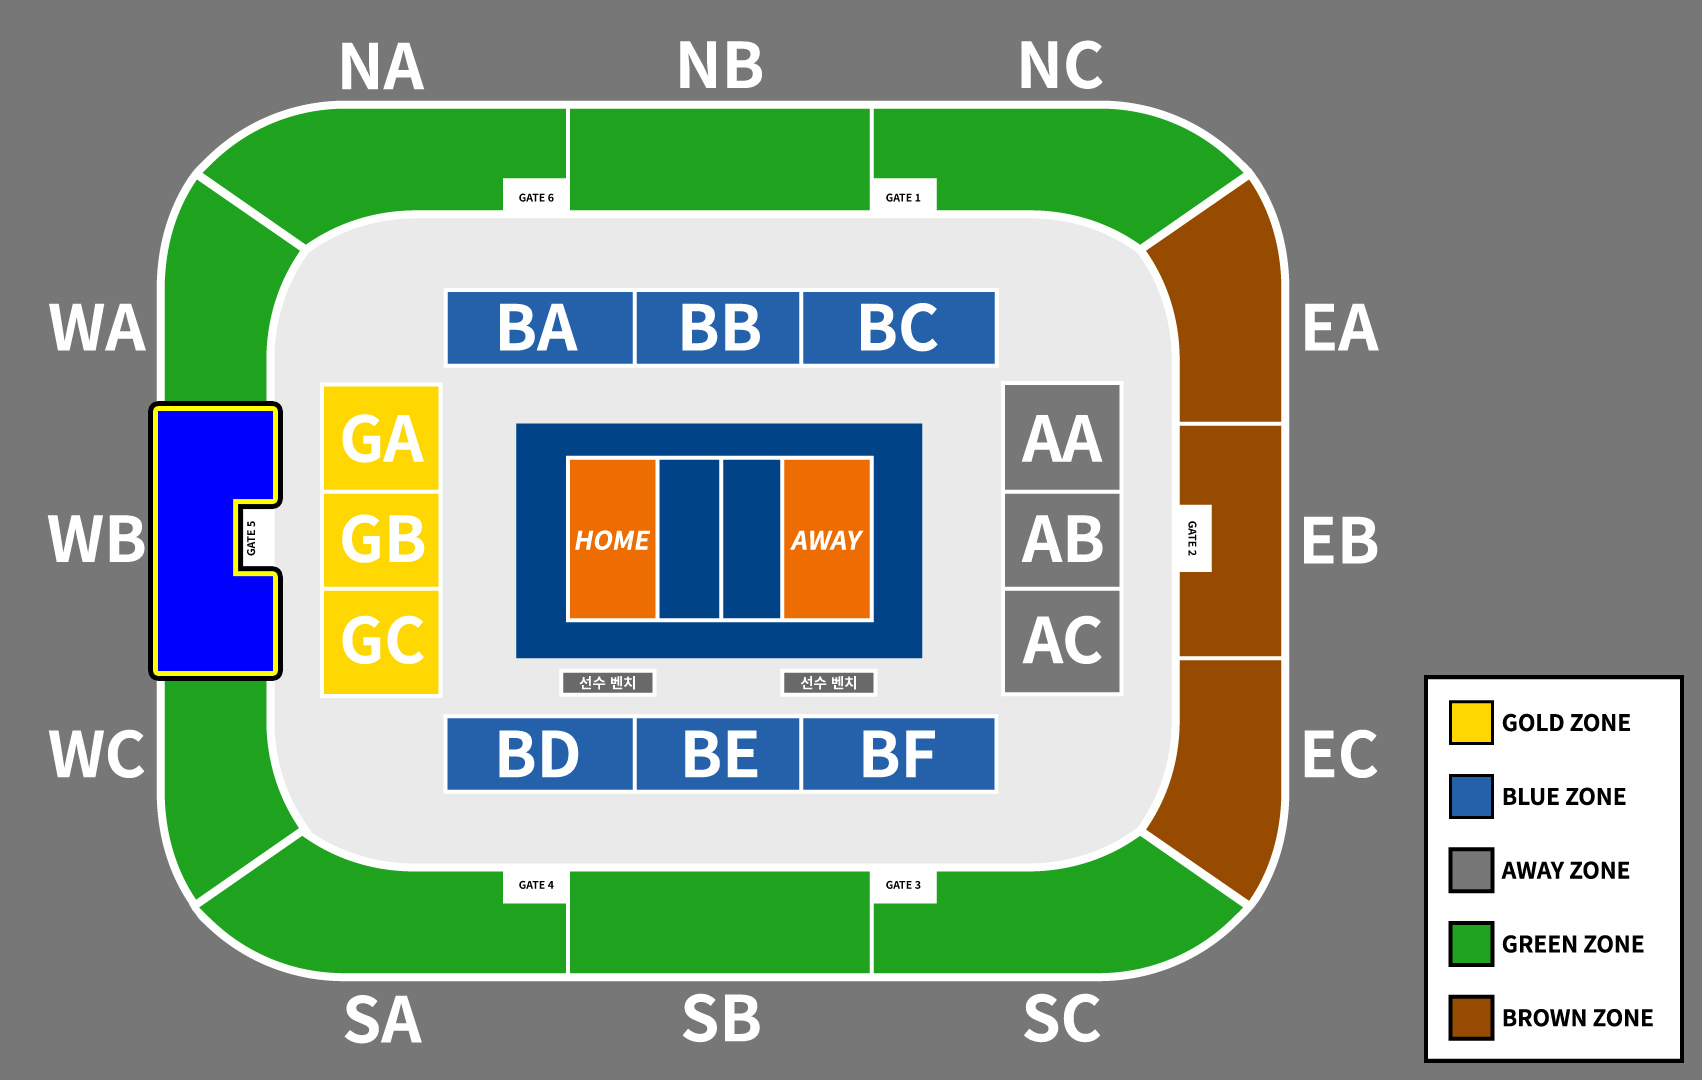 NA
NB
NC
GATE 6
GATE 1
WA
BA
BB
BC
EA
GA
AA
WB
GATE 5
GB
HOME
AWAY
AB
GATE 2
EB
GC
AC
선수 벤치
선수 벤치
WC
BD
BE
BF
EC
GATE 4
GATE 3
SA
SB
SC
GOLD ZONE
BLUE ZONE
AWAY ZONE
GREEN ZONE
BROWN ZONE